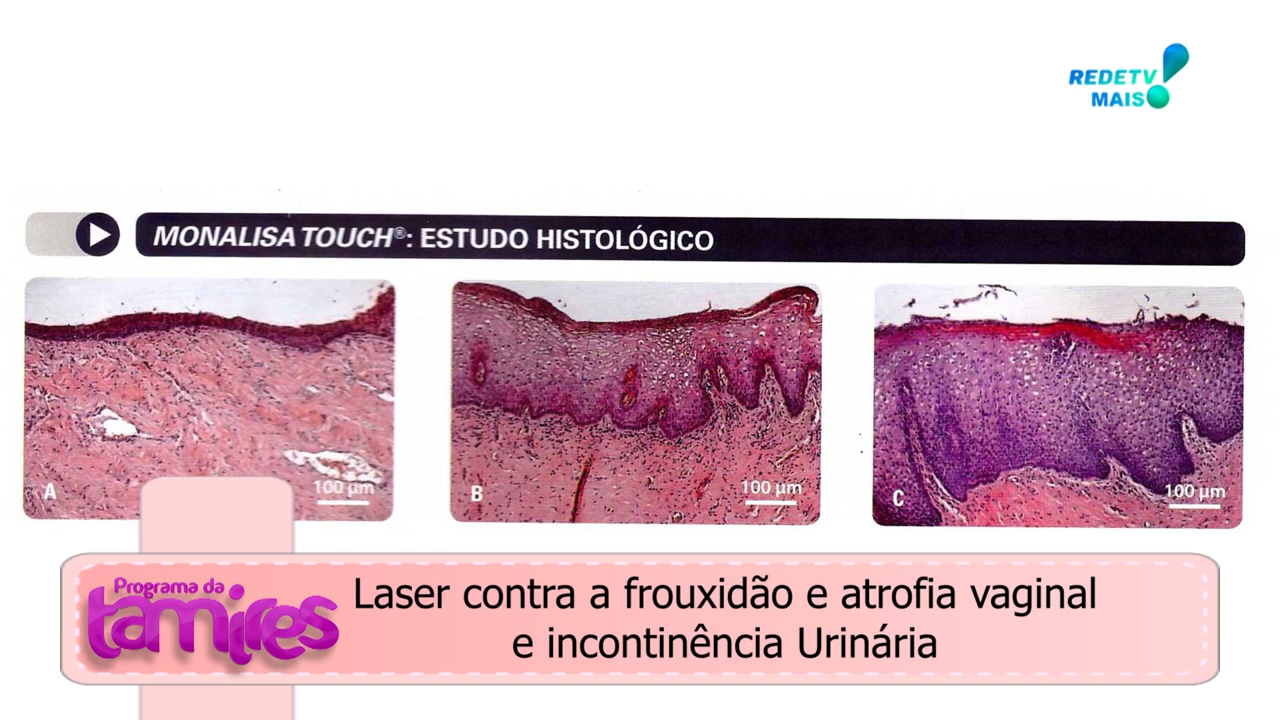 REDETV
MAIS
MONALISA TOUCH®: ESTUDO HISTOLÓGICO
A
100 µm
B
100 µm
C
100 µm
Programa da
tamires
Laser contra a frouxidão e atrofia vaginal
e incontinência Urinária